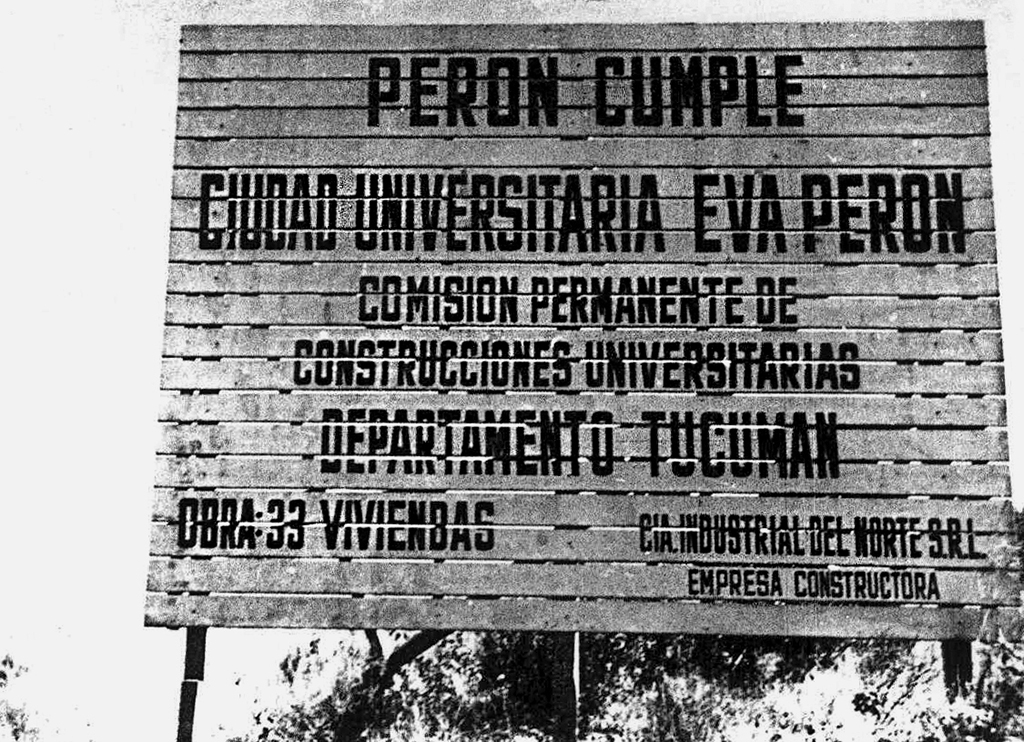 PERON CUMPLE
CIUDAD UNIVERSITARIA EVA PERON
COMISION PERMANENTE DE
CONSTRUCCIONES UNIVERSITARIAS
DEPARTAMENTO TUCUMAN
OBRA: 33 VIVIENDAS
CIA. INDUSTRIAL DEL NORTE S.R.L.
EMPRESA CONSTRUCTORA